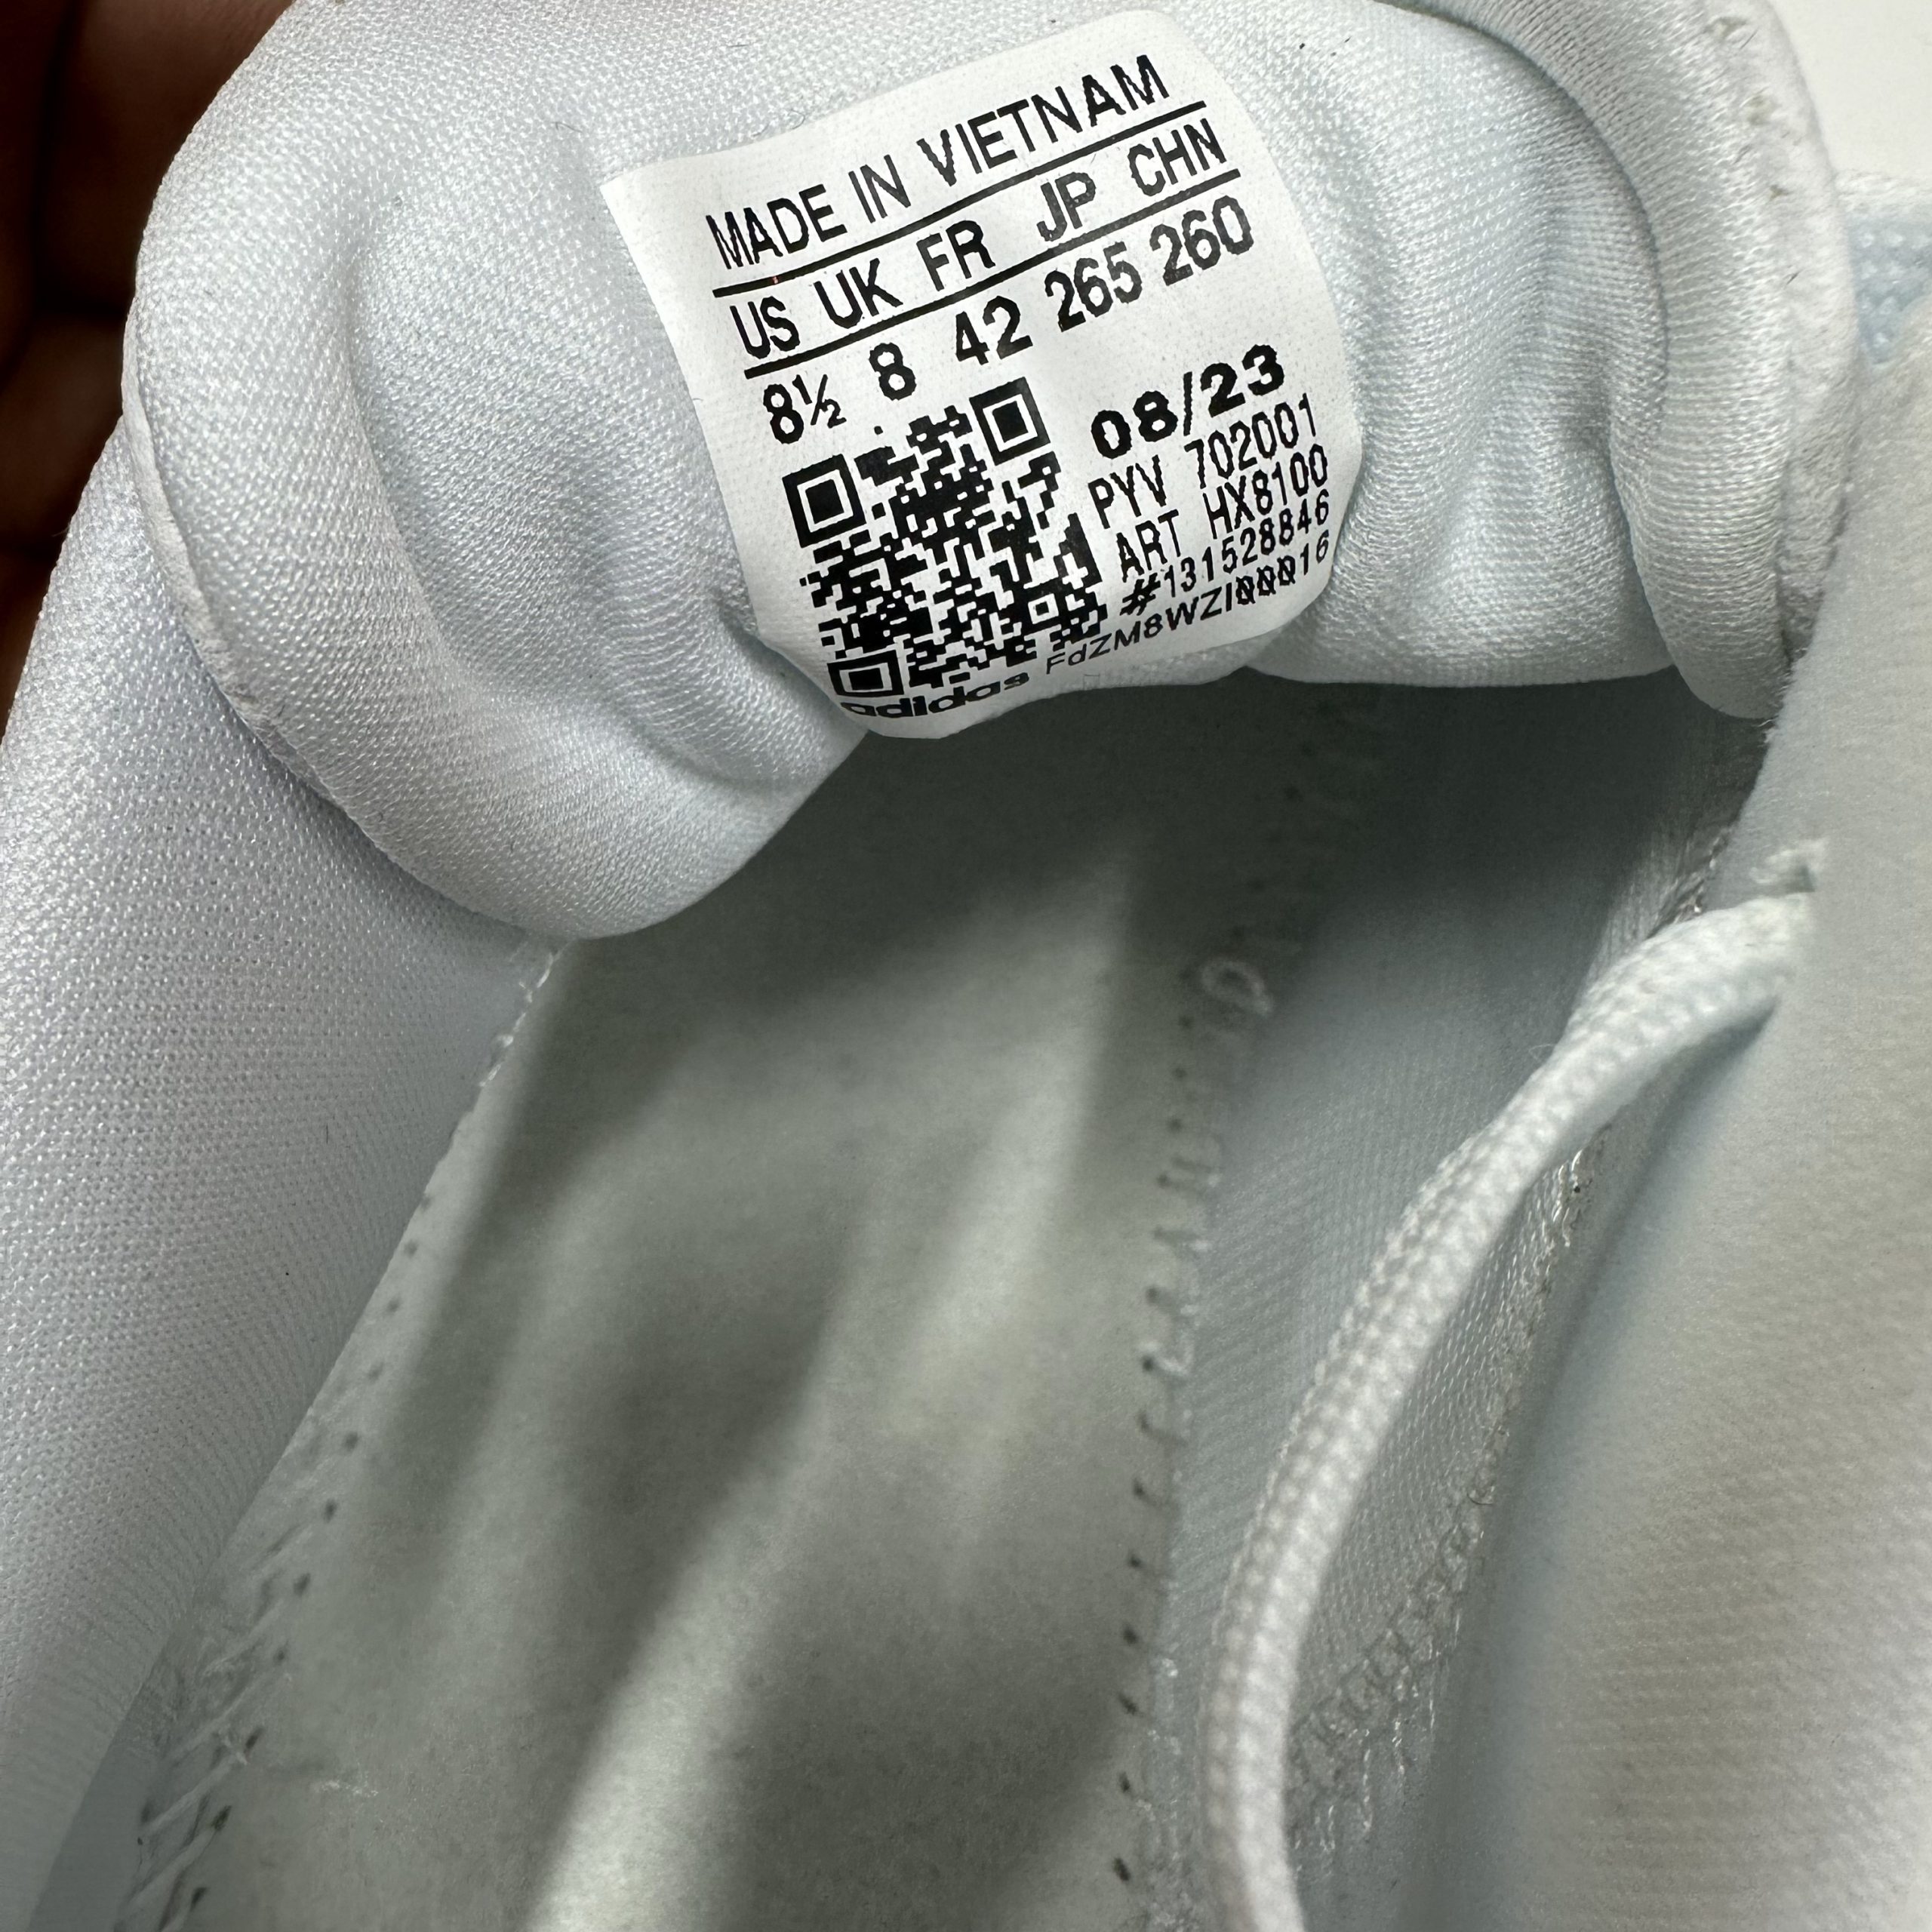 MADE IN VIETNAM
US UK FR JP CHN
8½ 8 42 265 260
08/23
PYV 702001
ART HX8100
#131528846
FdZM8WZI00016
adidas